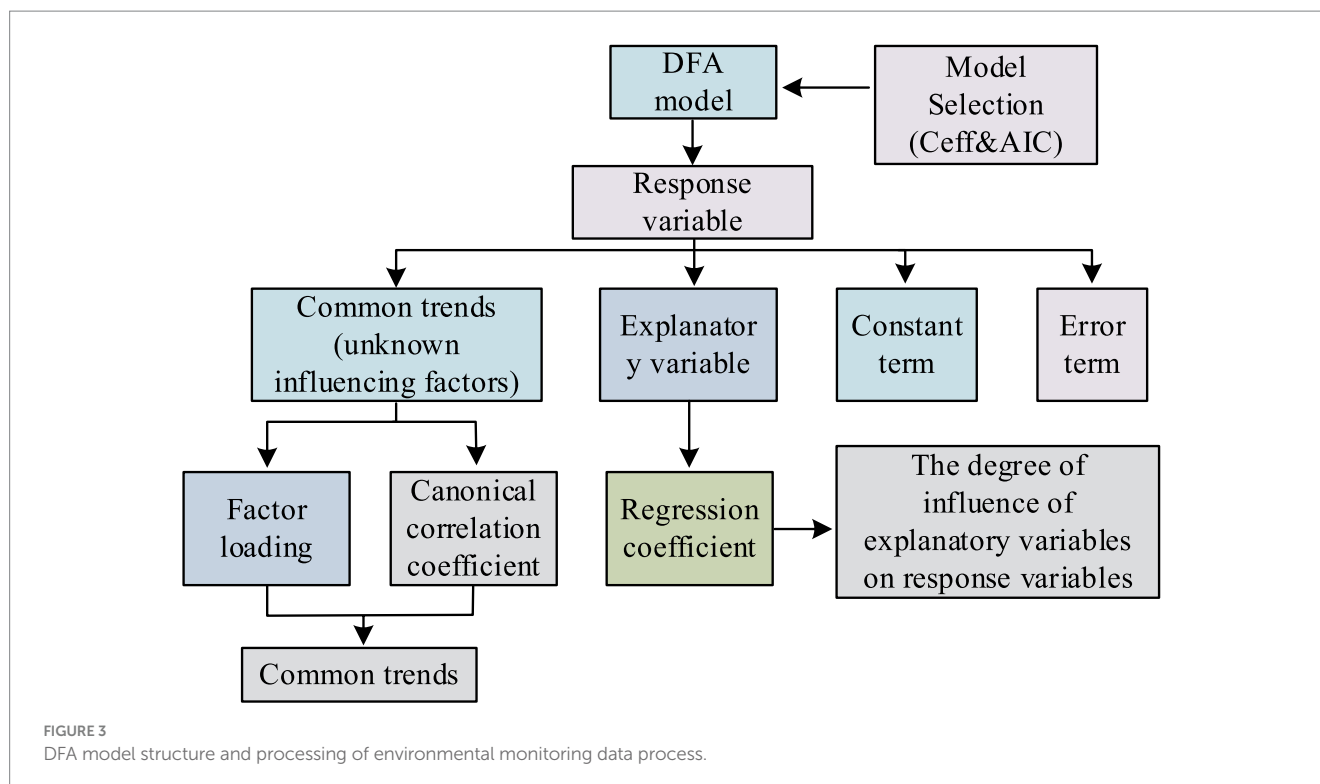 DFA
model
Model
Selection
(Ceff&AIC)
Response
variable
Common trends
(unknown
influencing factors)
Explanator
y variable
Constant
term
Error
term
Factor
loading
Canonical
correlation
coefficient
Regression
coefficient
The degree of
influence of
explanatory variables
on response variables
Common trends
FIGURE 3
DFA model structure and processing of environmental monitoring data process.